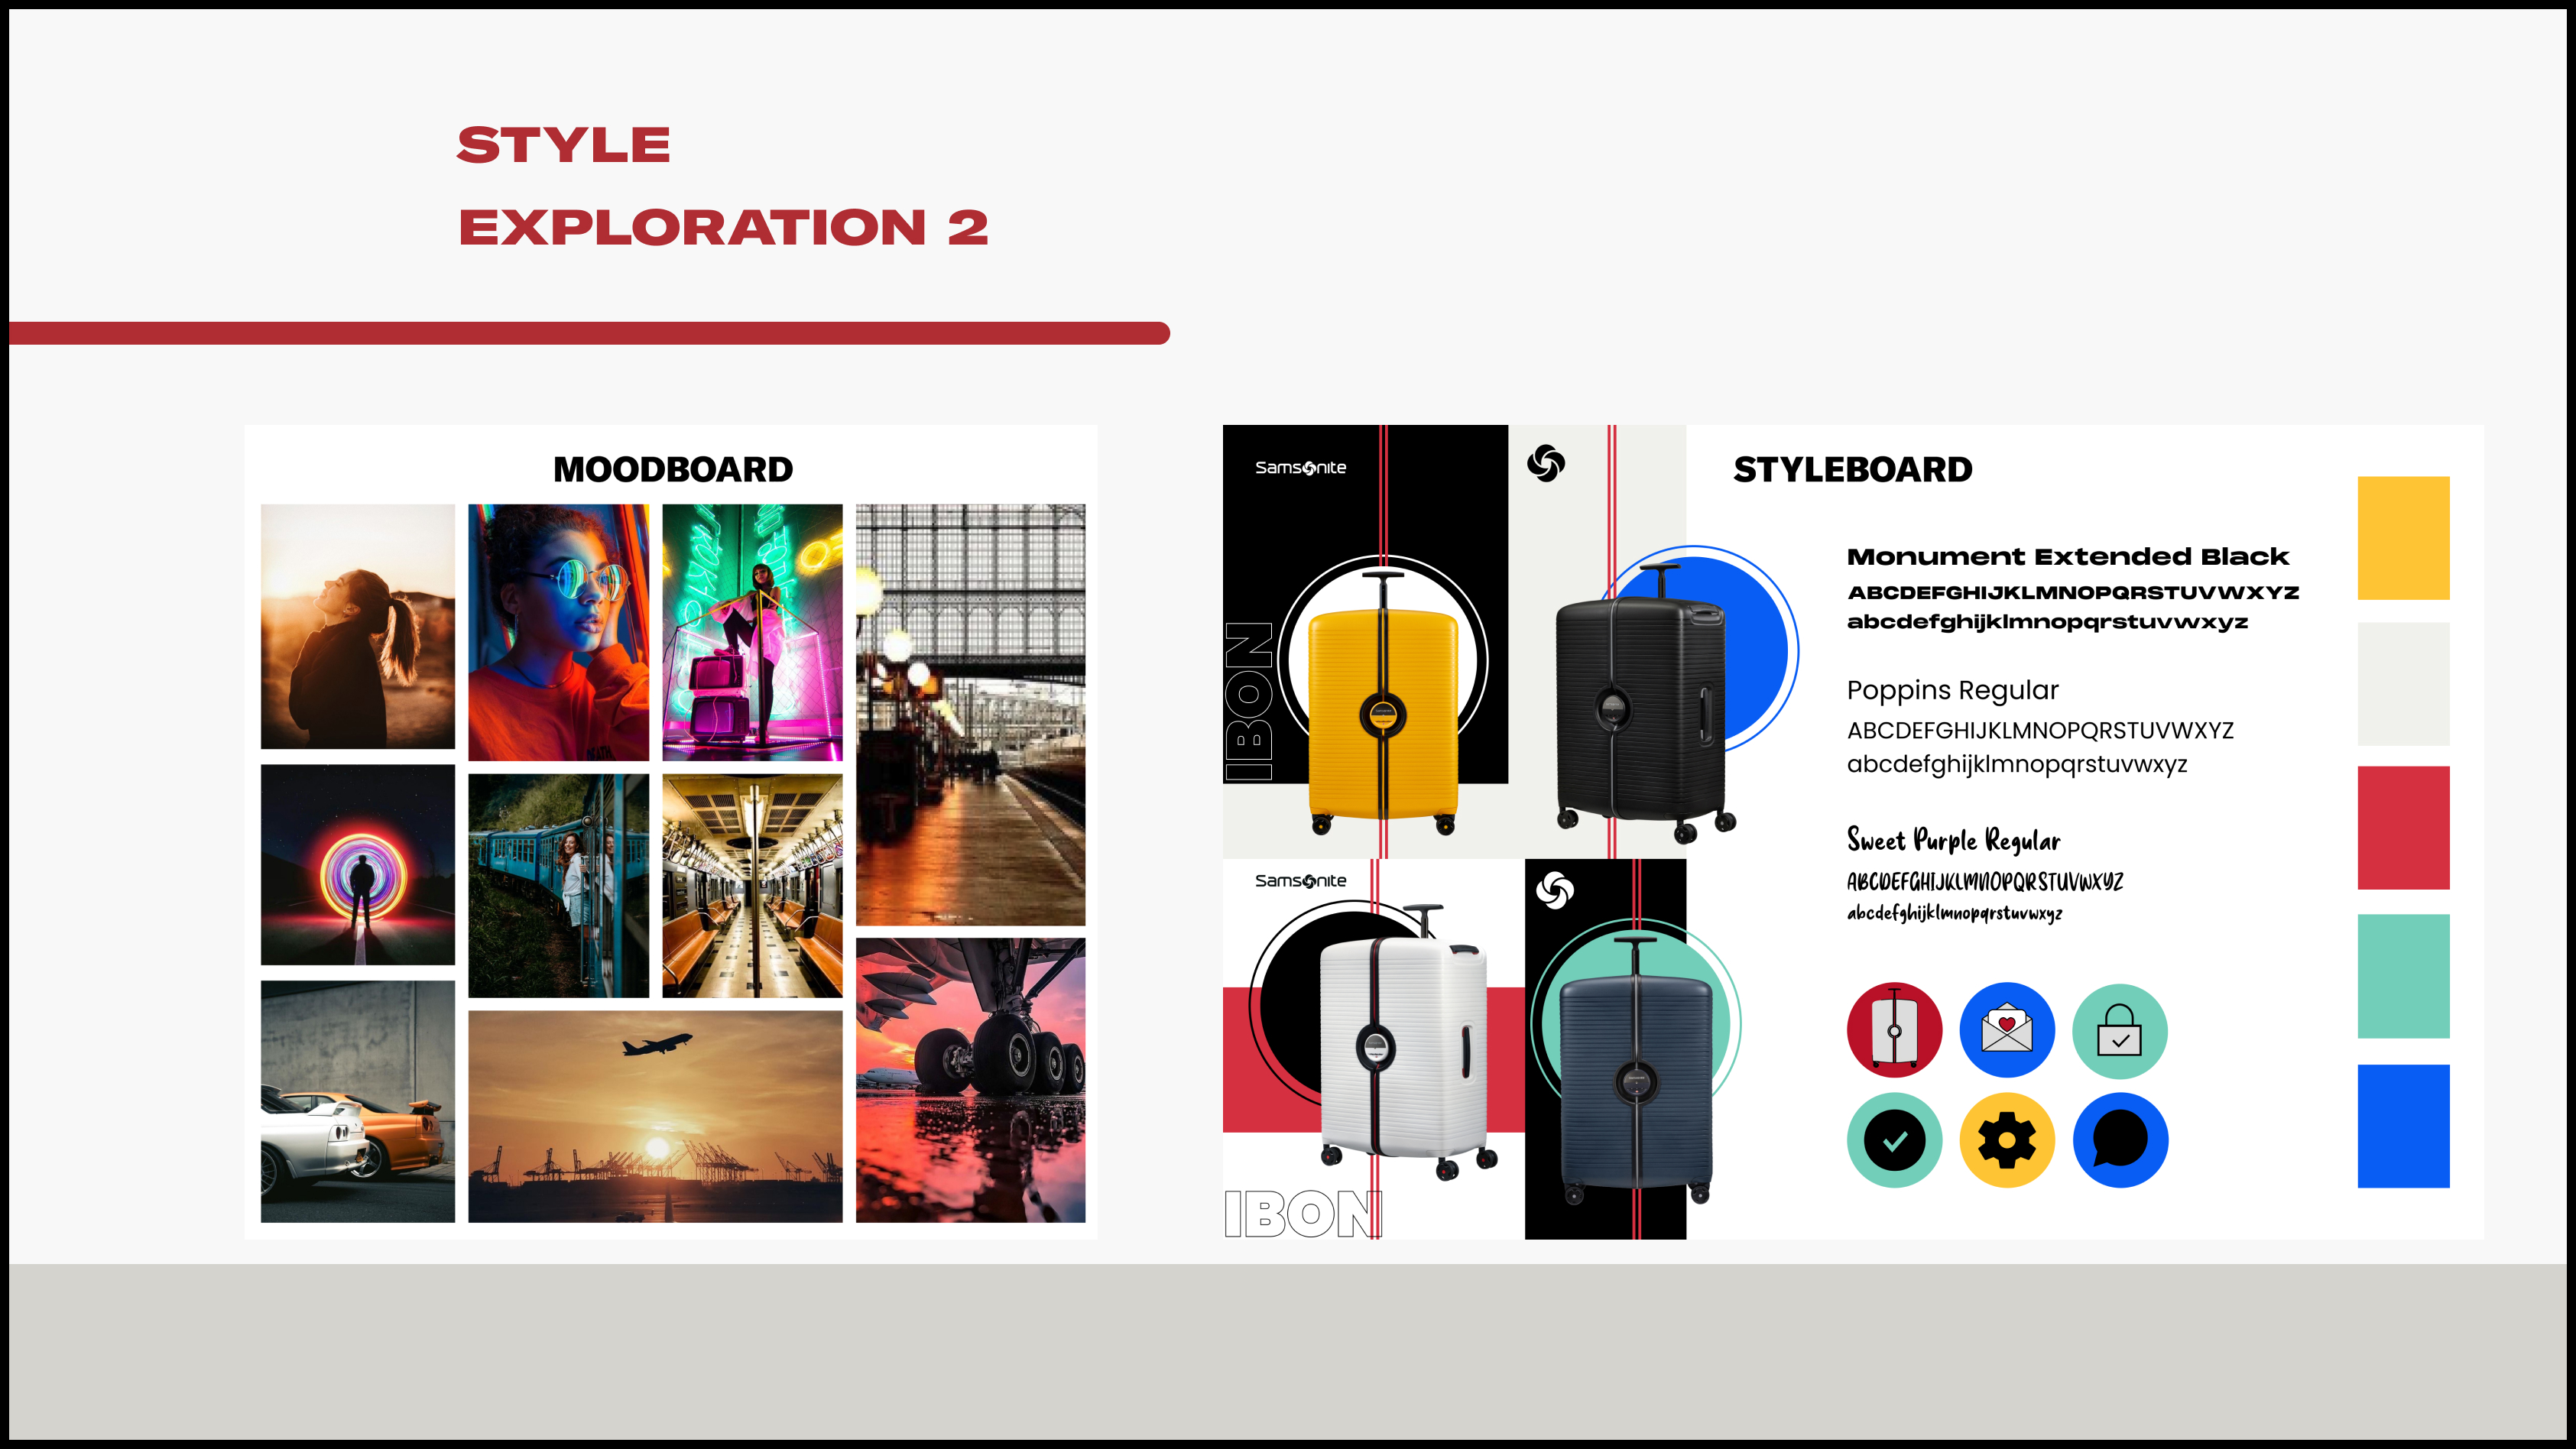 STYLE
EXPLORATION 2
MOODBOARD
Samsonite
IBON
Samsonite
IBON
STYLEBOARD
Monument Extended Black
ABCDEFGHIJKLMNOPQRSTUVWXYZ
abcdefghijklmnopqrstuvwxyz
Poppins Regular
ABCDEFGHIJKLMNOPQRSTUVWXYZ
abcdefghijklmnopqrstuvwxyz
Sweet Purple Regular
ABCDEFGHIJKLMNOPQRSTUVWXYZ
abcdefghijklmnopqrstuvwxyz